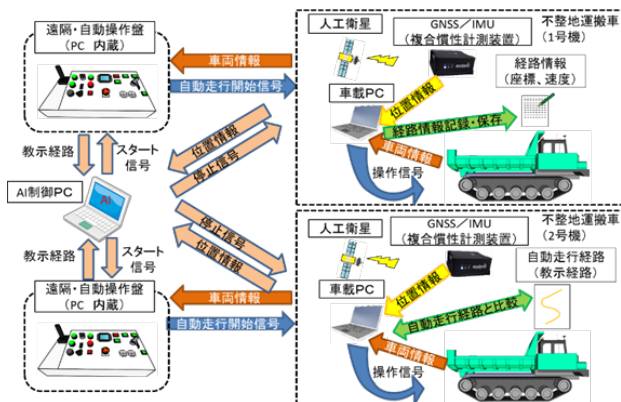 遠隔・自動操作盤
(PC 内蔵)
車両情報
自動走行開始信号
教示経路
スタート
信号
AI制御PC
AI
位置情報
停止信号
停止信号
位置情報
教示経路
スタート
信号
遠隔・自動操作盤
(PC 内蔵)
車両情報
自動走行開始信号
人工衛星
GNSS/IMU
(複合慣性計測装置)
不整地運搬車
(1号機)
経路情報
(座標、速度)
車載PC
位置情報
経路情報記録・保存
車両情報
操作信号
人工衛星
GNSS/IMU
(複合慣性計測装置)
不整地運搬車
(2号機)
自動走行経路
(教示経路)
車載PC
位置情報
自動走行経路と比較
車両情報
操作信号